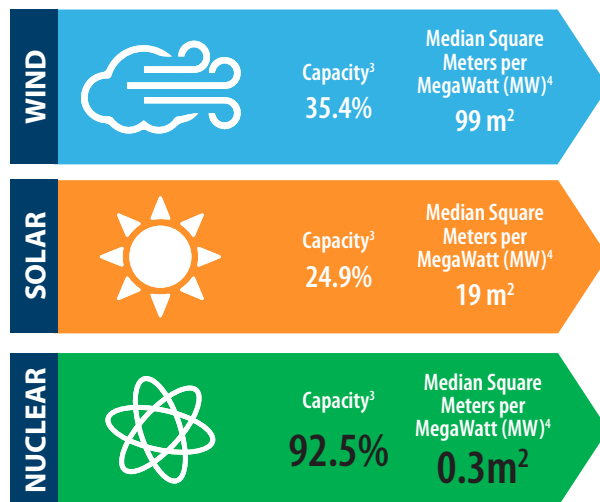 WIND
Capacity³
35.4%
Median Square
Meters per
MegaWatt (MW)⁴
99 m²
SOLAR
Capacity³
24.9%
Median Square
Meters per
MegaWatt (MW)⁴
19 m²
NUCLEAR
Capacity³
92.5%
Median Square
Meters per
MegaWatt (MW)⁴
0.3m²